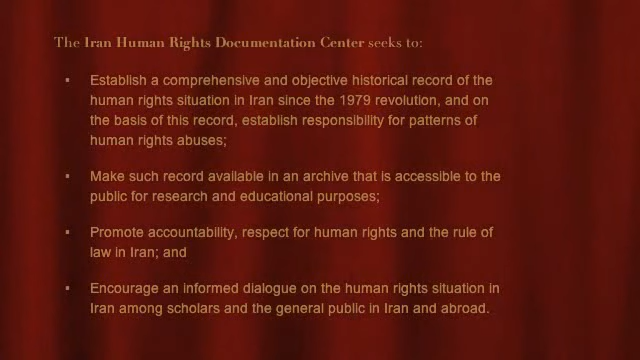 The Iran Human Rights Documentation Center seeks to:
▪ Establish a comprehensive and objective historical record of the
human rights situation in Iran since the 1979 revolution, and on
the basis of this record, establish responsibility for patterns of
human rights abuses;
▪ Make such record available in an archive that is accessible to the
public for research and educational purposes;
▪ Promote accountability, respect for human rights and the rule of
law in Iran; and
▪ Encourage an informed dialogue on the human rights situation in
Iran among scholars and the general public in Iran and abroad.